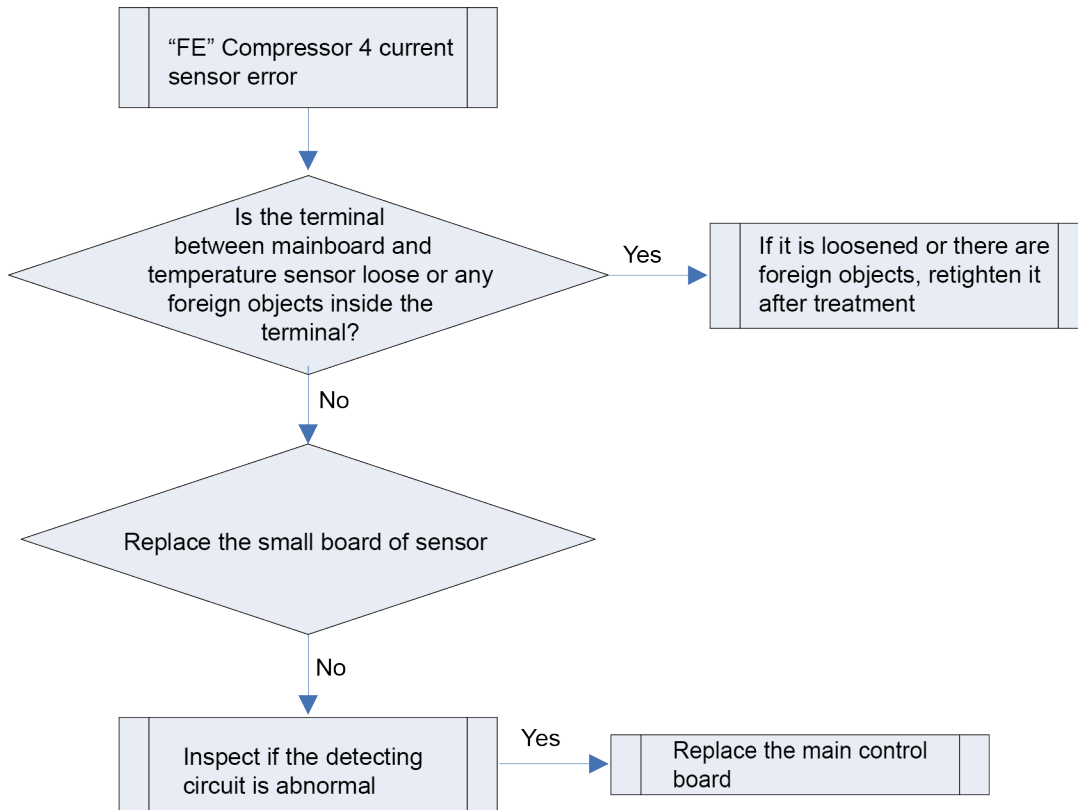 “FE” Compressor 4 current
sensor error
Is the terminal
between mainboard and
temperature sensor loose or any
foreign objects inside the
terminal?
Yes
If it is loosened or there are
foreign objects, retighten it
after treatment
No
Replace the small board of sensor
No
Inspect if the detecting
circuit is abnormal
Yes
Replace the main control
board